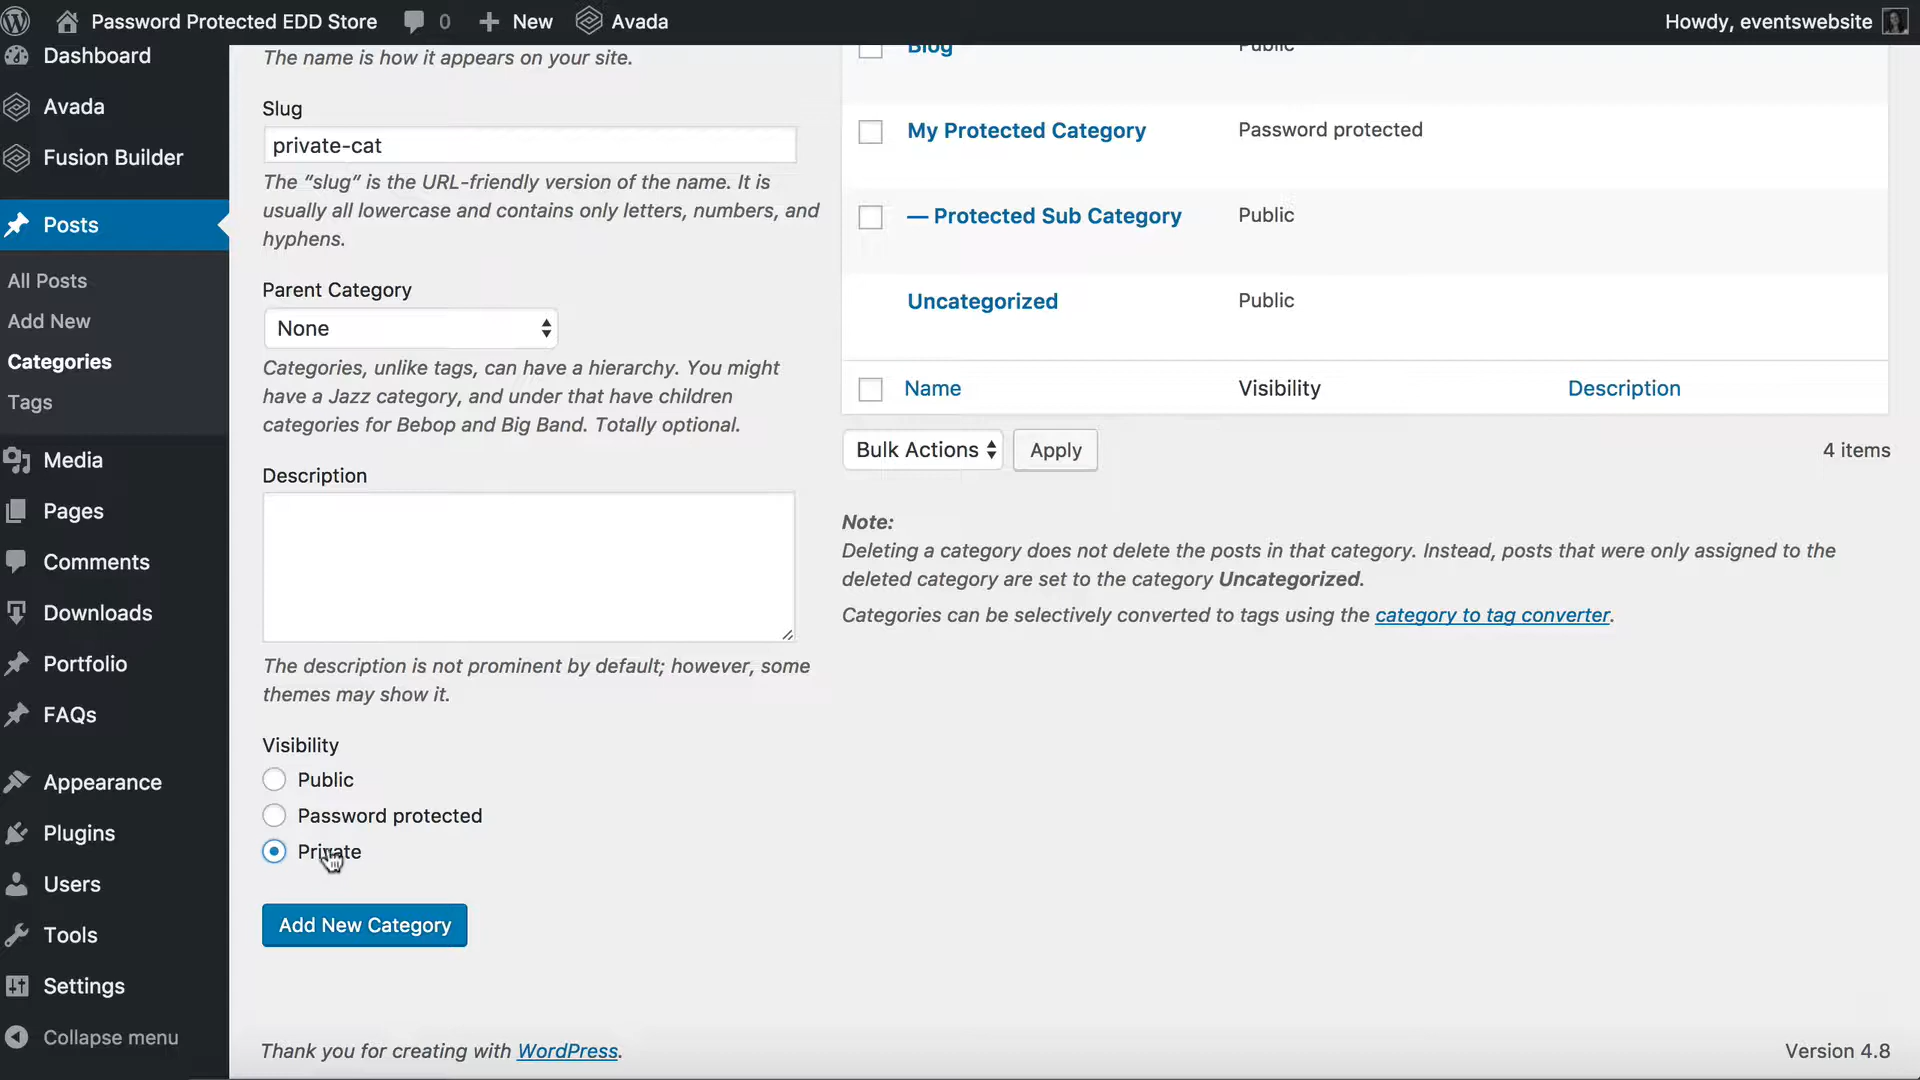 Password Protected EDD Store
0
New
Avada
Howdy, eventswebsite
Dashboard
Avada
Fusion Builder
Posts
All Posts
Add New
Categories
Tags
Media
Pages
Comments
Downloads
Portfolio
FAQs
Appearance
Plugins
Users
Tools
Settings
Collapse menu
The name is how it appears on your site.
Slug
private-cat
The “slug” is the URL-friendly version of the name. It is
usually all lowercase and contains only letters, numbers, and
hyphens.
Parent Category
None
Categories, unlike tags, can have a hierarchy. You might
have a Jazz category, and under that have children
categories for Bebop and Big Band. Totally optional.
Description
The description is not prominent by default; however, some
themes may show it.
Visibility
Public
Password protected
Private
Add New Category
Blog Public
My Protected Category Password protected
— Protected Sub Category Public
Uncategorized Public
Name Visibility Description
Bulk Actions Apply 4 items
Note:
Deleting a category does not delete the posts in that category. Instead, posts that were only assigned to the
deleted category are set to the category Uncategorized.
Categories can be selectively converted to tags using the category to tag converter.
Thank you for creating with WordPress.
Version 4.8